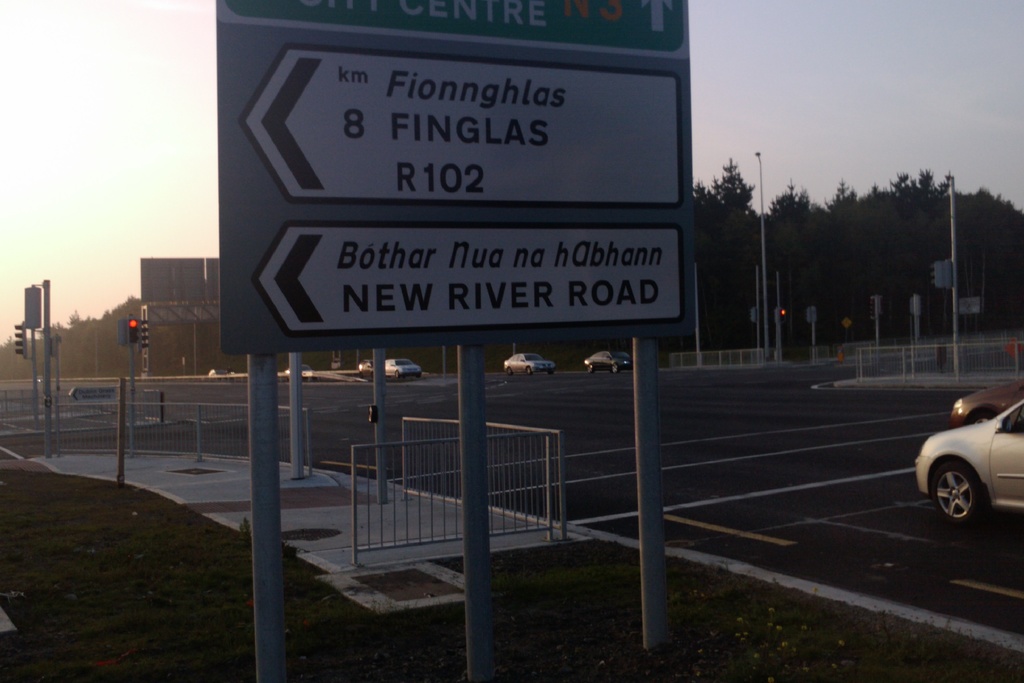 CITY CENTRE N3
km Fionnghlas
8 FINGLAS
R102
Bóthar Nua na hAbhann
NEW RIVER ROAD